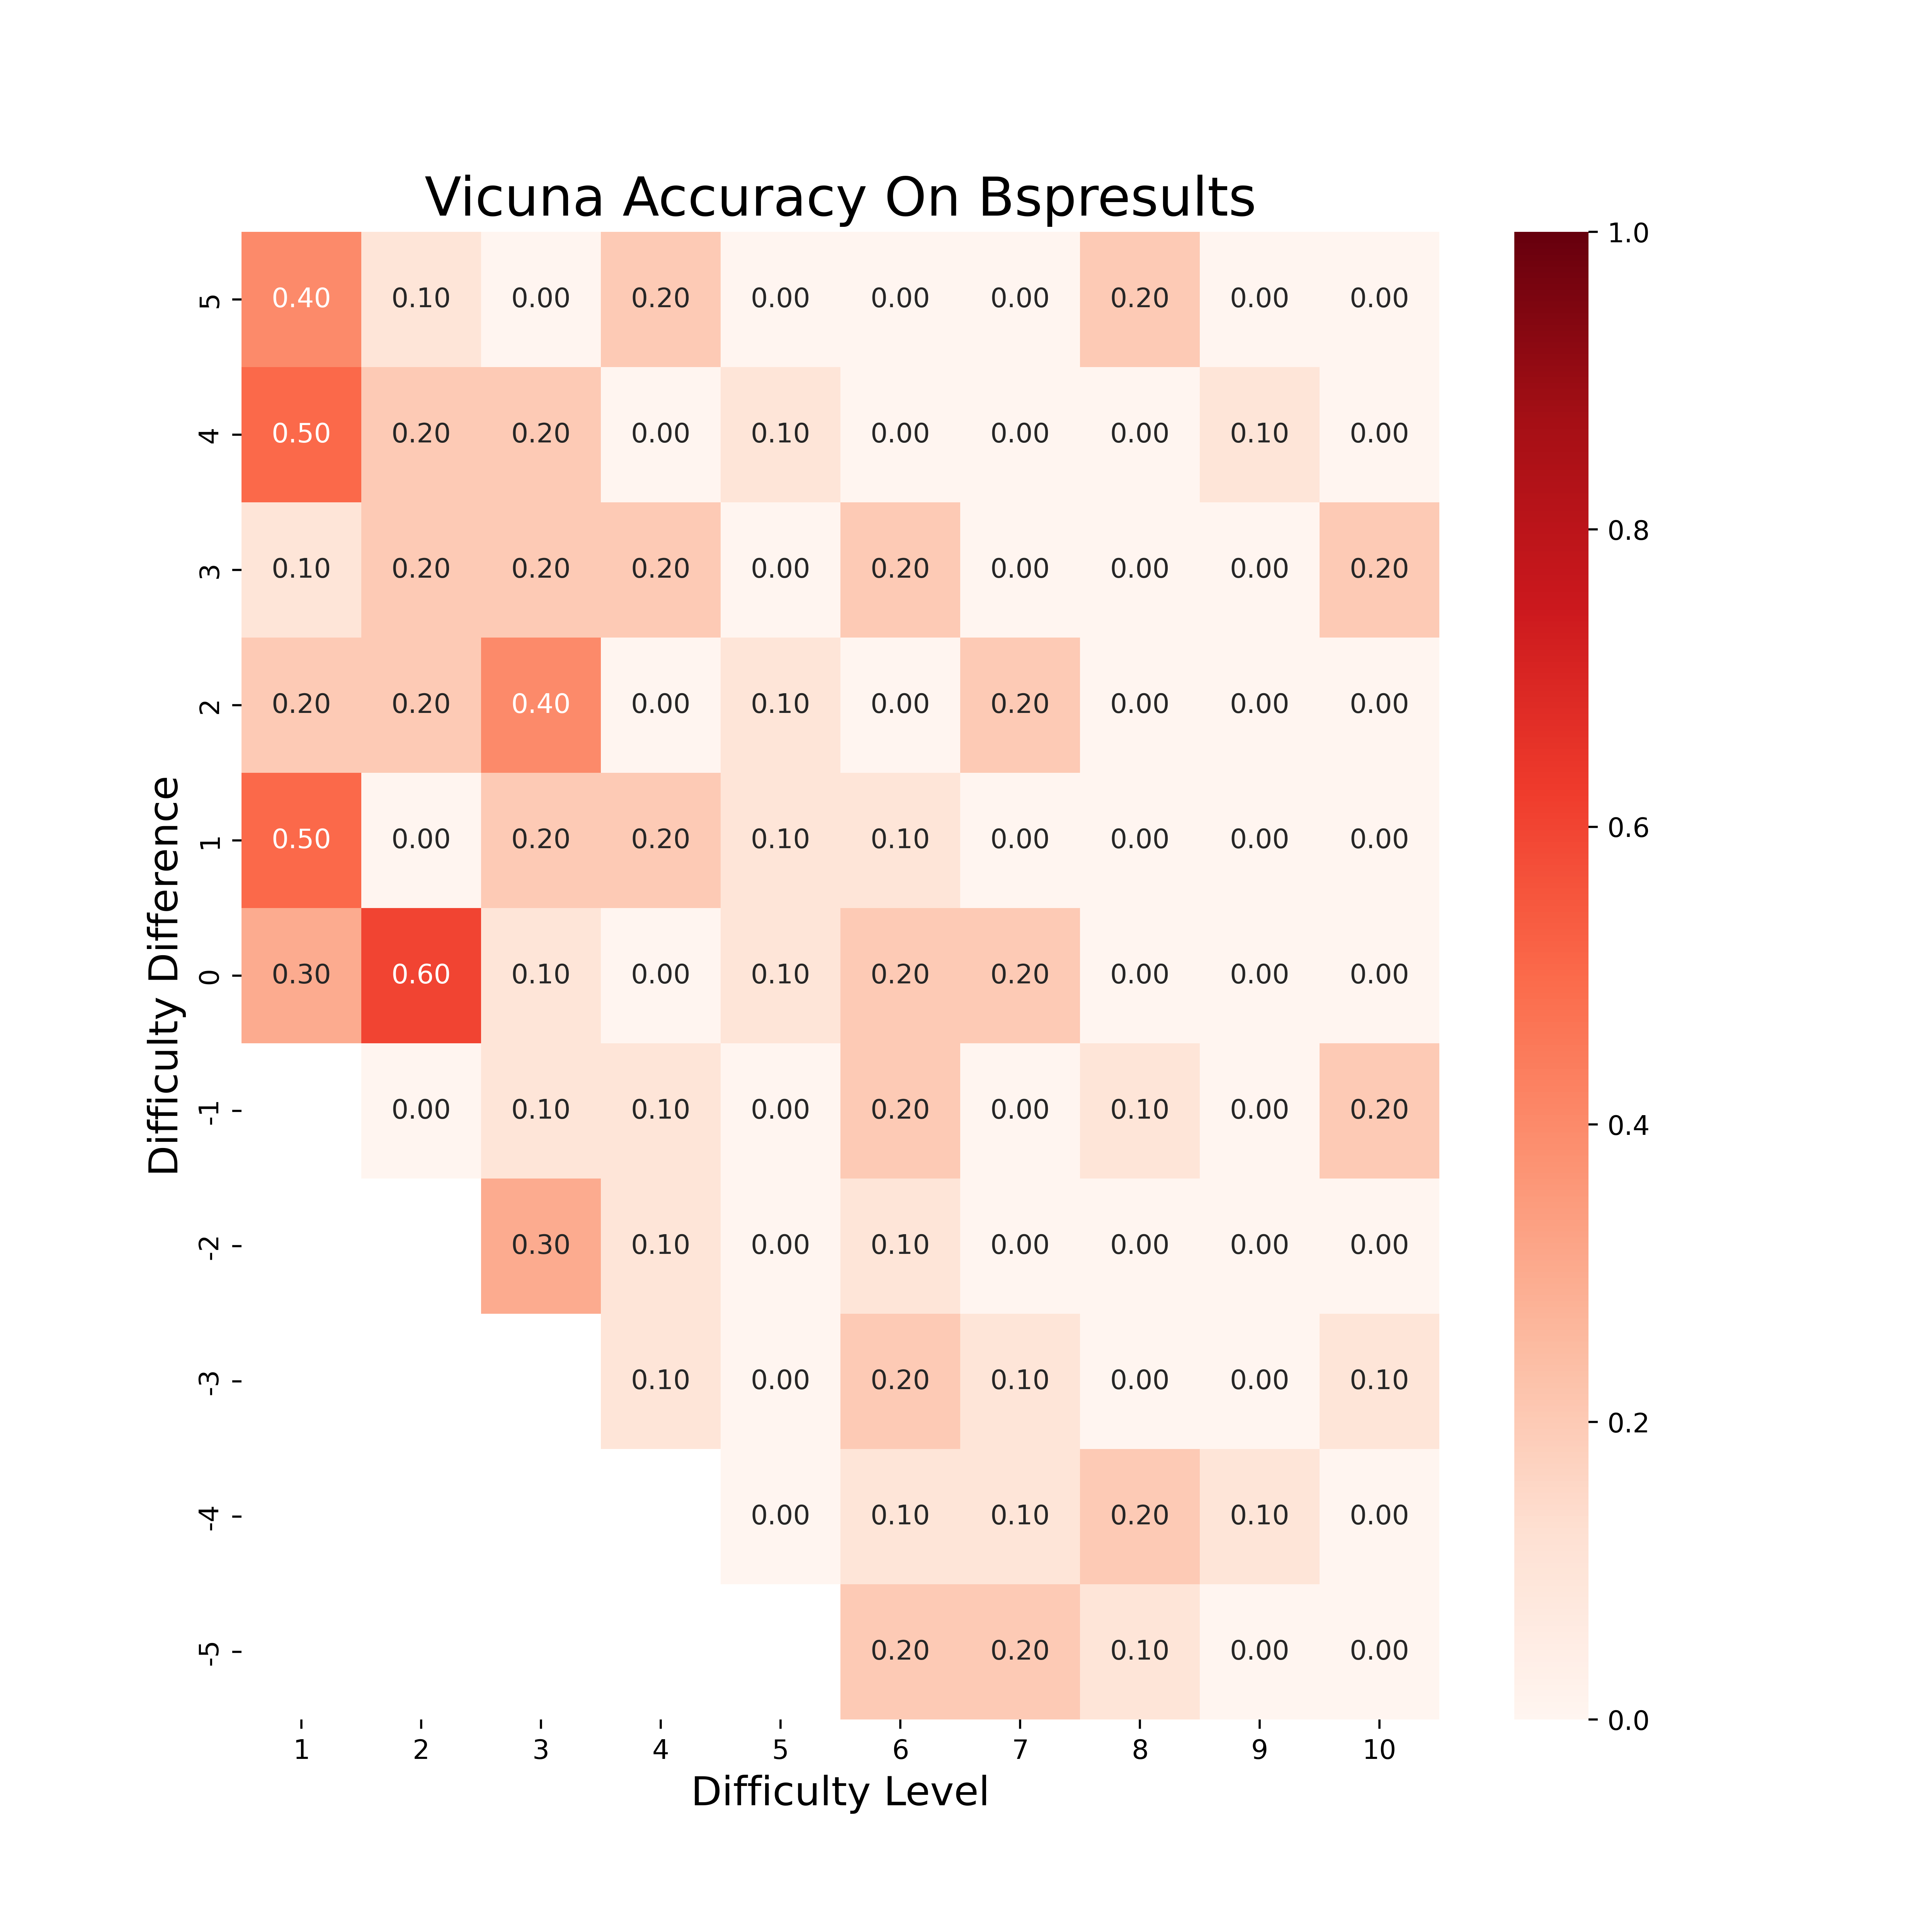 Vicuna Accuracy On Bspresults
5 0.40 0.10 0.00 0.20 0.00 0.00 0.00 0.20 0.00 0.00
4 0.50 0.20 0.20 0.00 0.10 0.00 0.00 0.00 0.10 0.00
3 0.10 0.20 0.20 0.20 0.00 0.20 0.00 0.00 0.00 0.20
2 0.20 0.20 0.40 0.00 0.10 0.00 0.20 0.00 0.00 0.00
1 0.50 0.00 0.20 0.20 0.10 0.10 0.00 0.00 0.00 0.00
0 0.30 0.60 0.10 0.00 0.10 0.20 0.20 0.00 0.00 0.00
-1 0.00 0.10 0.10 0.00 0.20 0.00 0.10 0.00 0.20
-2 0.30 0.10 0.00 0.10 0.00 0.00 0.00 0.00
-3 0.10 0.00 0.20 0.10 0.00 0.00 0.10
-4 0.00 0.10 0.10 0.20 0.10 0.00
-5 0.20 0.20 0.10 0.00 0.00
1 2 3 4 5 6 7 8 9 10
Difficulty Level
Difficulty Difference
1.0
0.8
0.6
0.4
0.2
0.0